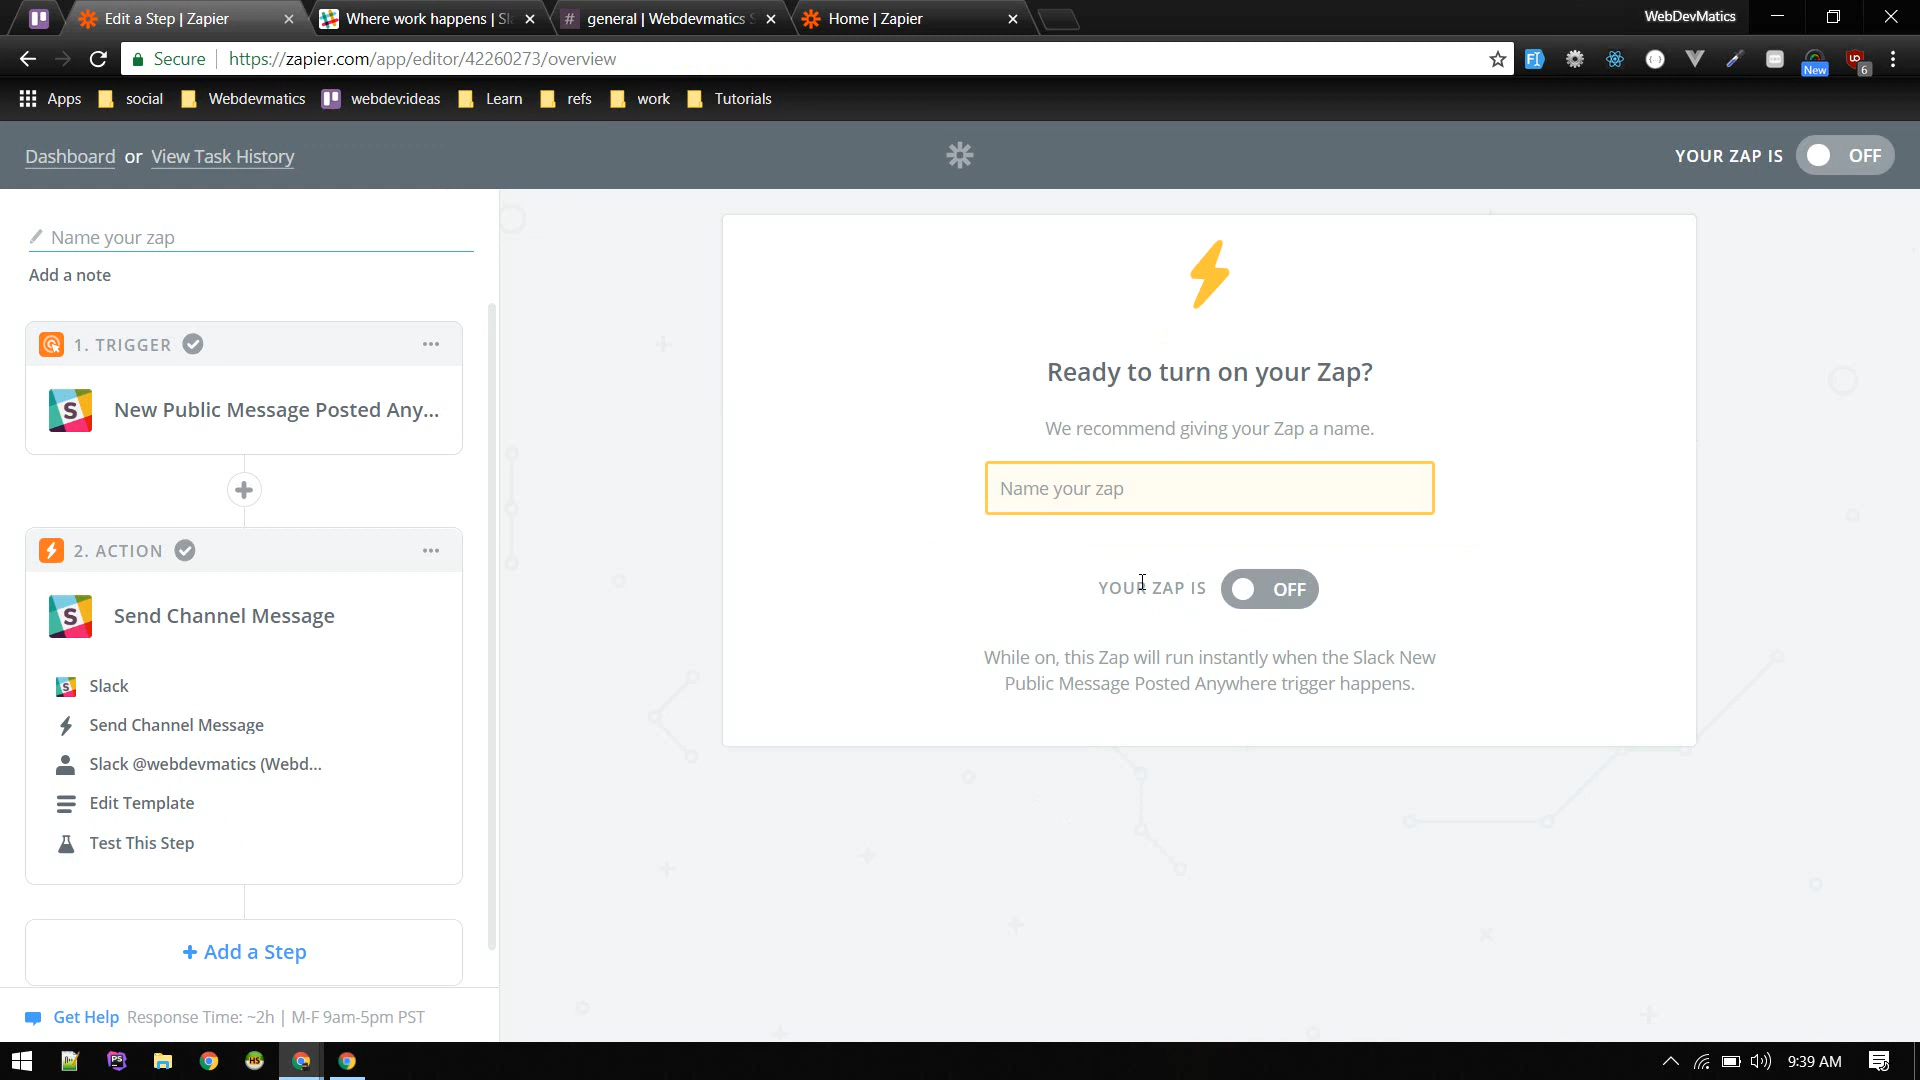 Edit a Step | Zapier
Where work happens | Sl
general | Webdevmatics S
Home | Zapier
WebDevMatics
Secure
https://zapier.com/app/editor/42260273/overview
New
6
Apps
social
Webdevmatics
webdev:ideas
Learn
refs
work
Tutorials
Dashboard or View Task History
YOUR ZAP IS OFF
Name your zap
Add a note
1. TRIGGER
New Public Message Posted Any...
2. ACTION
Send Channel Message
Slack
Send Channel Message
Slack @webdevmatics (Webd...
Edit Template
Test This Step
+ Add a Step
Get Help Response Time: ~2h | M-F 9am-5pm PST
Ready to turn on your Zap?
We recommend giving your Zap a name.
Name your zap
YOUR ZAP IS OFF
While on, this Zap will run instantly when the Slack New
Public Message Posted Anywhere trigger happens.
9:39 AM